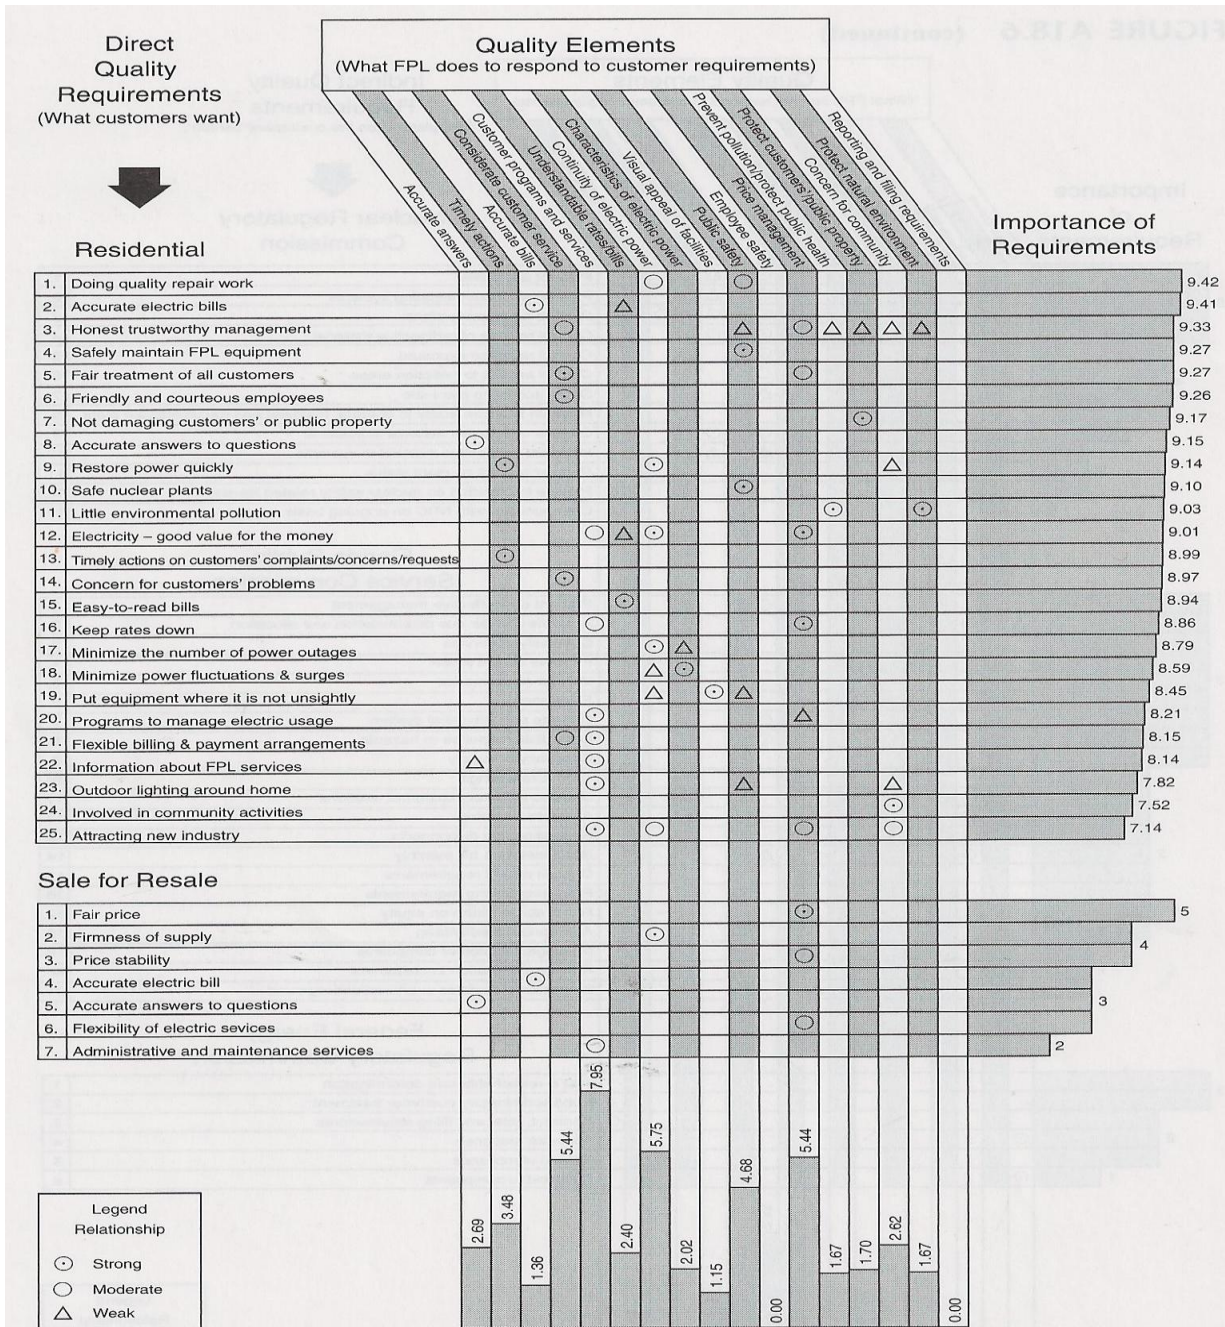 Direct
Quality
Requirements
(What customers want)
Quality Elements
(What FPL does to respond to customer requirements)
Accurate answers
Timely actions
Accurate bills
Considerate customer service
Customer programs and services
Understandable rates/bills
Continuity of electric power
Characteristics of electric power
Visual appeal of facilities
Public safety
Employee safety
Price management
Prevent pollution/protect public health
Protect customers'/public property
Concern for community
Protect natural environment
Reporting and filing requirements
Importance of
Requirements
Residential
1. Doing quality repair work 9.42
2. Accurate electric bills 9.41
3. Honest trustworthy management 9.33
4. Safely maintain FPL equipment 9.27
5. Fair treatment of all customers 9.27
6. Friendly and courteous employees 9.26
7. Not damaging customers' or public property 9.17
8. Accurate answers to questions 9.15
9. Restore power quickly 9.14
10. Safe nuclear plants 9.10
11. Little environmental pollution 9.03
12. Electricity – good value for the money 9.01
13. Timely actions on customers' complaints/concerns/requests 8.99
14. Concern for customers' problems 8.97
15. Easy-to-read bills 8.94
16. Keep rates down 8.86
17. Minimize the number of power outages 8.79
18. Minimize power fluctuations & surges 8.59
19. Put equipment where it is not unsightly 8.45
20. Programs to manage electric usage 8.21
21. Flexible billing & payment arrangements 8.15
22. Information about FPL services 8.14
23. Outdoor lighting around home 7.82
24. Involved in community activities 7.52
25. Attracting new industry 7.14
Sale for Resale
1. Fair price 5
2. Firmness of supply
4
3. Price stability
4. Accurate electric bill
5. Accurate answers to questions 3
6. Flexibility of electric sevices
7. Administrative and maintenance services 2
2.69
3.48
1.36
5.44
7.95
2.40
5.75
2.02
1.15
4.68
0.00
5.44
1.67
1.70
2.62
1.67
0.00
Legend
Relationship
Strong
Moderate
Weak